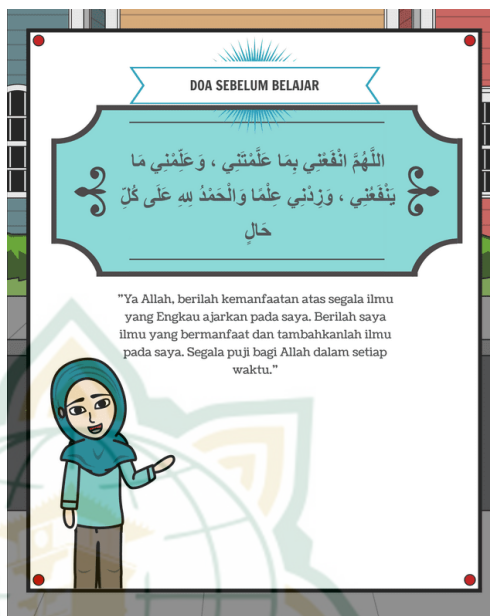 DOA SEBELUM BELAJAR
اللَّهُمَّ انْفَعْنِي بِمَا عَلَّمْتَنِي ، وَعَلِّمْنِي مَا
يَنْفَعُنِي ، وَزِدْنِي عِلْمًا وَالْحَمْدُ لِلهِ عَلَى كُلِّ
حَالٍ
"Ya Allah, berilah kemanfaatan atas segala ilmu
yang Engkau ajarkan pada saya. Berilah saya
ilmu yang bermanfaat dan tambahkanlah ilmu
pada saya. Segala puji bagi Allah dalam setiap
waktu."